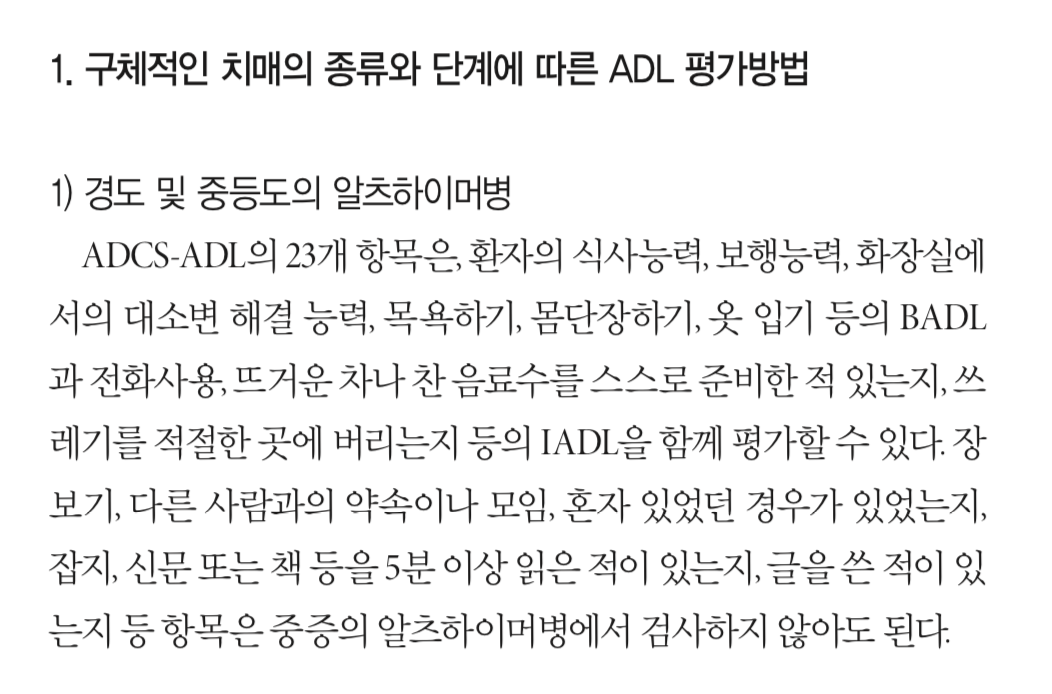 1. 구체적인 치매의 종류와 단계에 따른 ADL 평가방법
1) 경도 및 중등도의 알츠하이머병
ADCS-ADL의 23개 항목은, 환자의 식사능력, 보행능력, 화장실에
서의 대소변 해결 능력, 목욕하기, 몸단장하기, 옷 입기 등의 BADL
과 전화사용, 뜨거운 차나 찬 음료수를 스스로 준비한 적 있는지, 쓰
레기를 적절한 곳에 버리는지 등의 IADL을 함께 평가할 수 있다. 장
보기, 다른 사람과의 약속이나 모임, 혼자 있었던 경우가 있었는지,
잡지, 신문 또는 책 등을 5분 이상 읽은 적이 있는지, 글을 쓴 적이 있
는지 등 항목은 중증의 알츠하이머병에서 검사하지 않아도 된다.